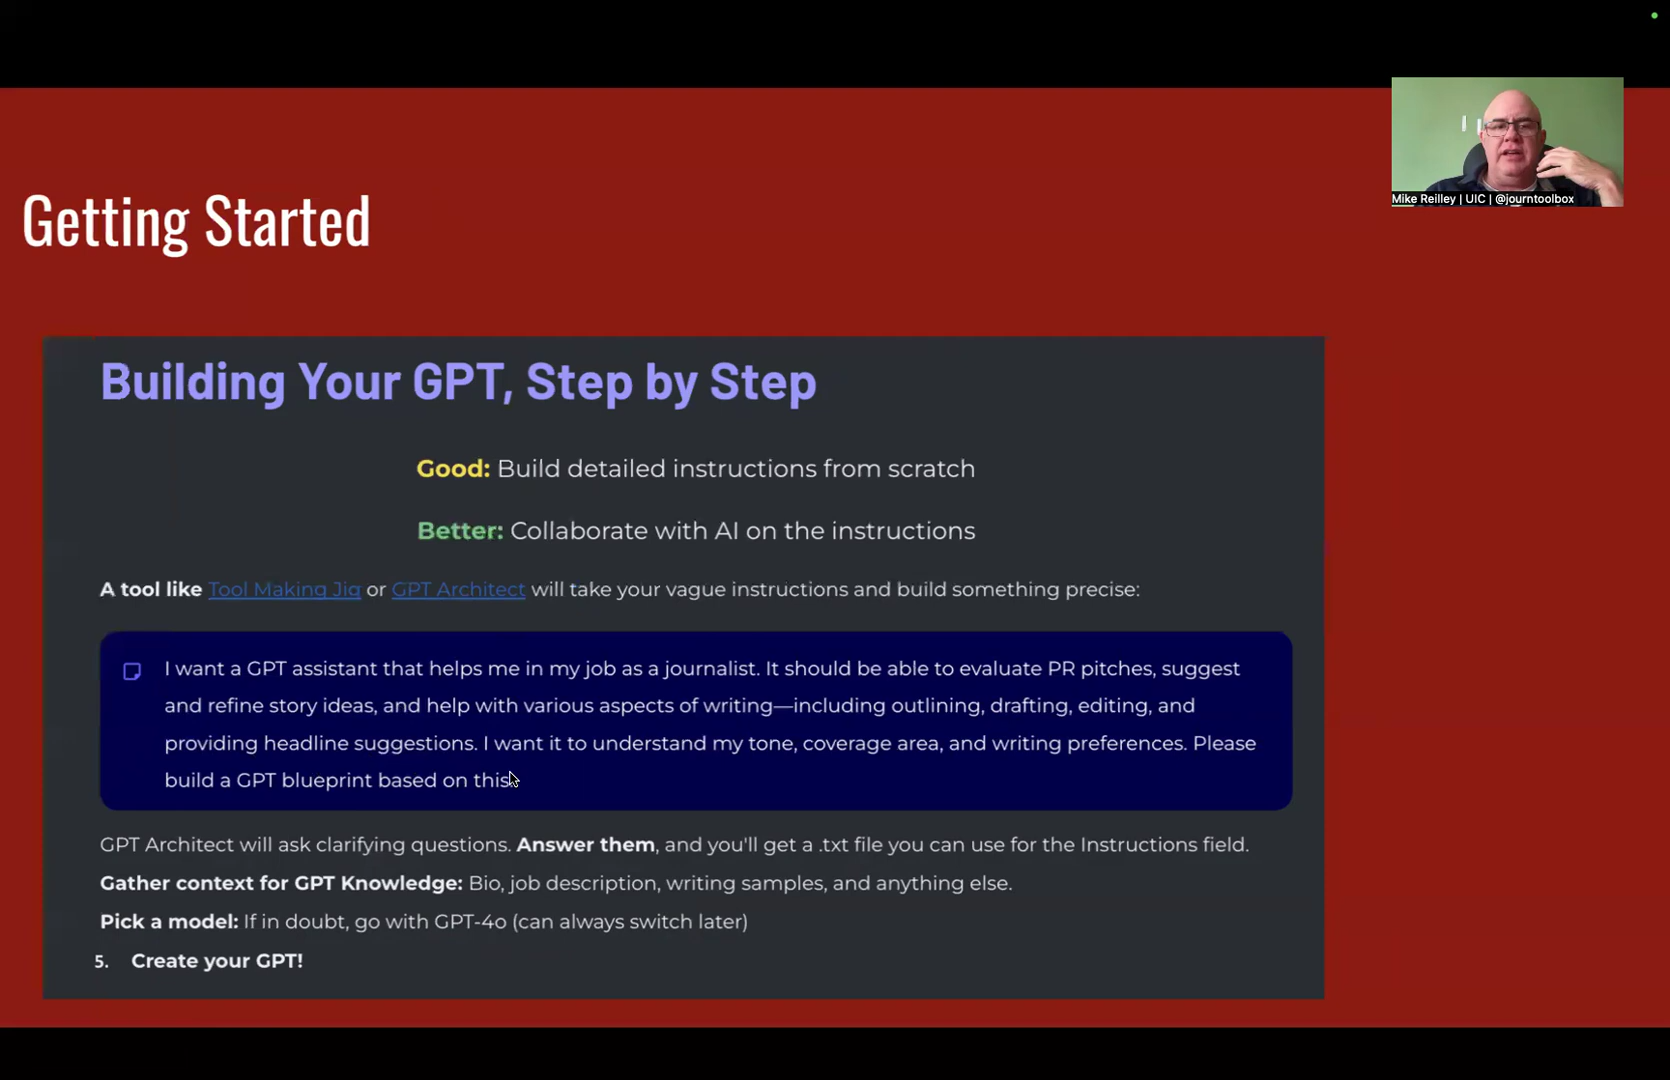 Mike Reilley | UIC | @journtoolbox
Getting Started
Building Your GPT, Step by Step
Good: Build detailed instructions from scratch
Better: Collaborate with AI on the instructions
A tool like Tool Making Jig or GPT Architect will take your vague instructions and build something precise:
I want a GPT assistant that helps me in my job as a journalist. It should be able to evaluate PR pitches, suggest
and refine story ideas, and help with various aspects of writing—including outlining, drafting, editing, and
providing headline suggestions. I want it to understand my tone, coverage area, and writing preferences. Please
build a GPT blueprint based on this.
GPT Architect will ask clarifying questions. Answer them, and you'll get a .txt file you can use for the Instructions field.
Gather context for GPT Knowledge: Bio, job description, writing samples, and anything else.
Pick a model: If in doubt, go with GPT-4o (can always switch later)
5. Create your GPT!